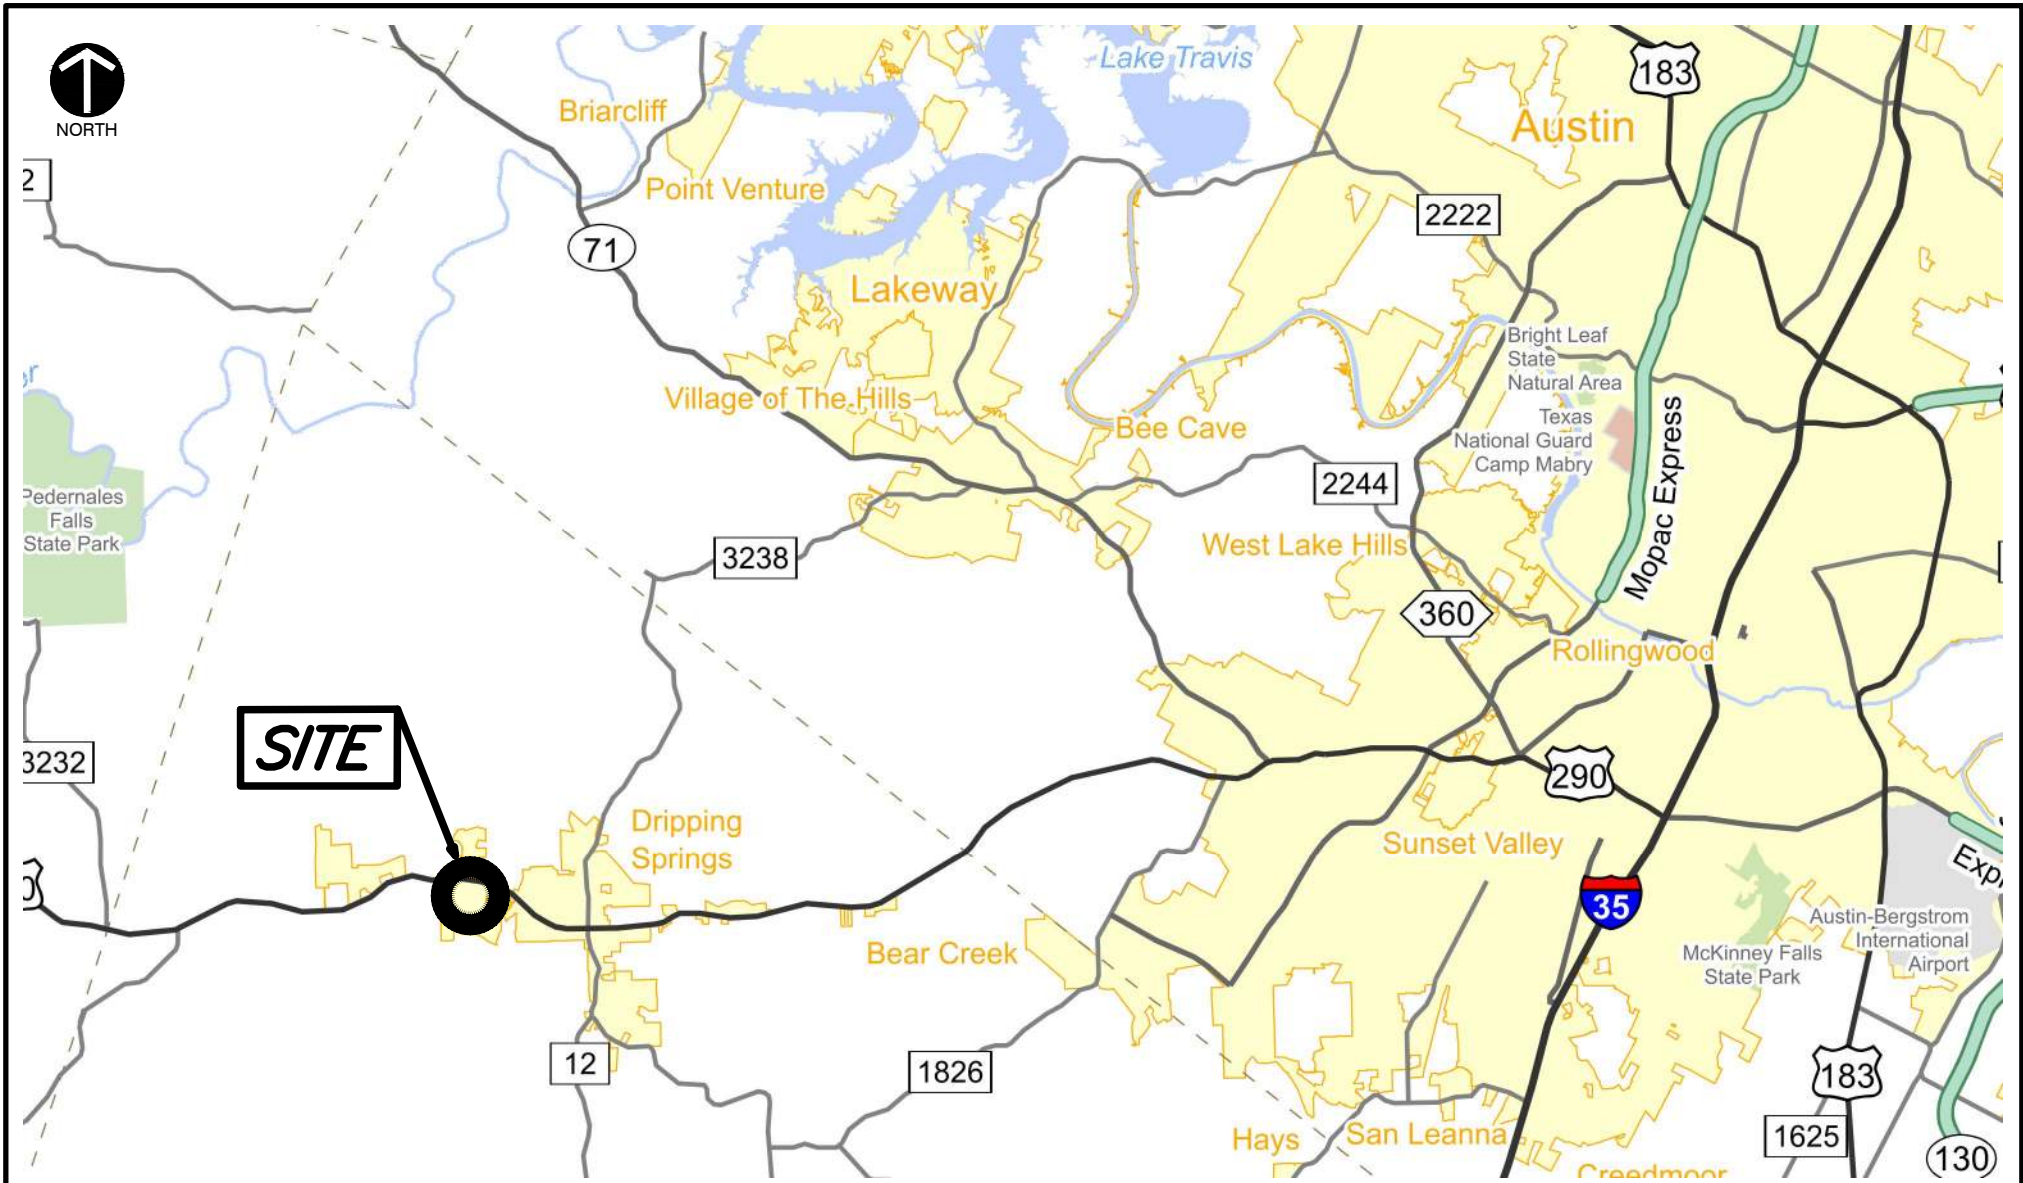 Lake Travis
183
NORTH
Briarcliff
Austin
2
Point Venture
2222
71
Lakeway
Bright Leaf
State
Natural Area
Village of The Hills
Bee Cave
Texas
National Guard
Camp Mabry
Mopac Express
2244
Pedernales
Falls
State Park
3238
West Lake Hills
360
Rollingwood
SITE
3232
290
Dripping
Springs
Sunset Valley
35
Bear Creek
Austin-Bergstrom
International
Airport
McKinney Falls
State Park
12
1826
183
1625
Hays
San Leanna
130
Creedmoor